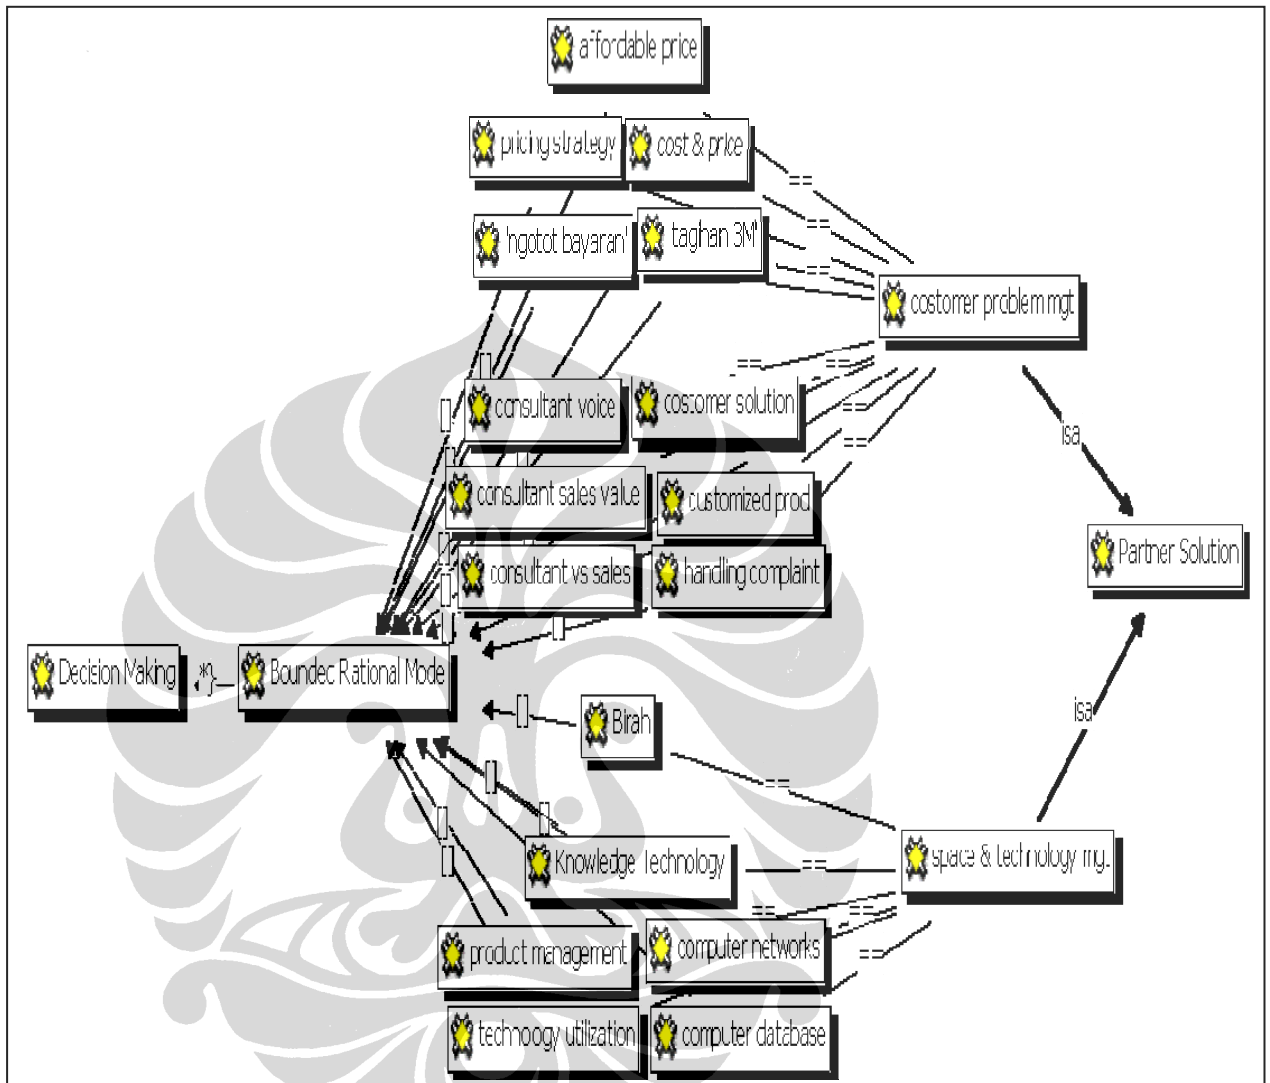 affordable price
pricing strategy
cost & price
==
'ngotot bayaran'
tagihan 3M'
==
==
costomer problem mgt
[]
==
==
consultant voice
costomer solution
==
[]
isa
==
consultant sales value
customized prod
Partner Solution
consultant vs sales
handling complaint
[]
[]
[]
[]
Decision Making
*}
Boundec Rational Mode
isa
[]
Birah
==
[]
[]
[]
Knowledge Technology
==
space & technology mg
[]
==
==
product management
computer networks
==
technoogy utilization
computer database